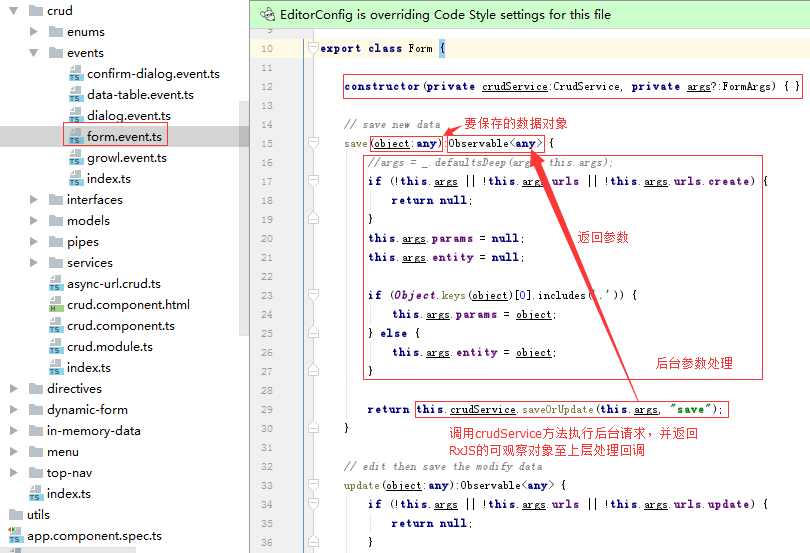 crud
enums
events
confirm-dialog.event.ts
data-table.event.ts
dialog.event.ts
form.event.ts
growl.event.ts
index.ts
interfaces
models
pipes
services
async-url.crud.ts
crud.component.html
crud.component.ts
crud.module.ts
index.ts
directives
dynamic-form
in-memory-data
menu
top-nav
index.ts
utils
app.component.spec.ts
EditorConfig is overriding Code Style settings for this file
10 export class Form {
11
12 constructor(private crudService:CrudService, private args?:FormArgs) { }
13
14 // save new data
要保存的数据对象
15 save(object:any):Observable<any> {
16 //args = _.defaultsDeep(args, this.args);
17 if (!this.args || !this.args.urls || !this.args.urls.create) {
18 return null;
19 }
20 this.args.params = null;
返回参数
21 this.args.entity = null;
22
23 if (Object.keys(object)[0].includes('.')) {
24 this.args.params = object;
25 } else {
26 this.args.entity = object;
后台参数处理
27 }
28
29 return this.crudService.saveOrUpdate(this.args, "save");
30 }
调用crudService方法执行后台请求，并返回
RxJS的可观察对象至上层处理回调
31
32 // edit then save the modify data
33 update(object:any):Observable<any> {
34 if (!this.args || !this.args.urls || !this.args.urls.update) {
35 return null;
36 }